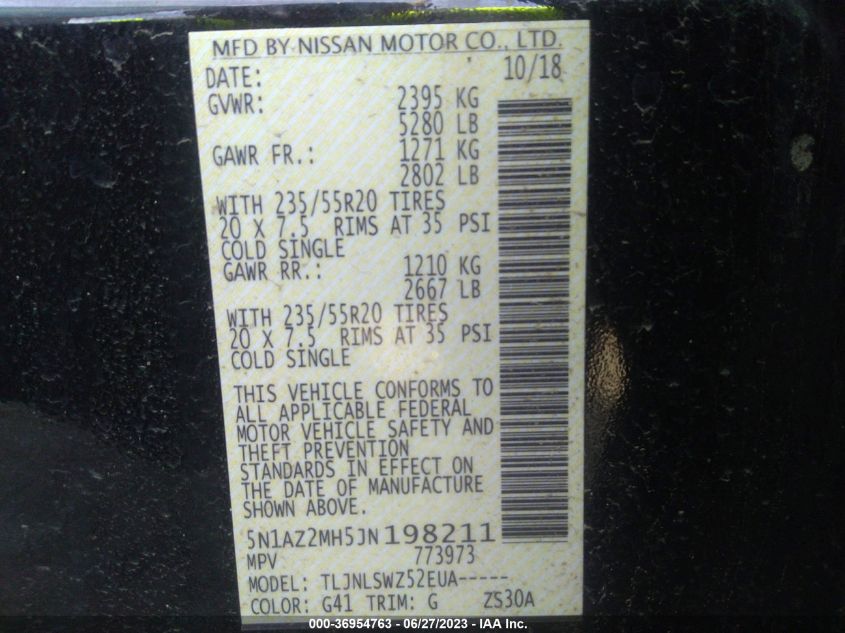 MFD BY NISSAN MOTOR CO., LTD.
DATE: 10/18
GVWR: 2395 KG
5280 LB
GAWR FR.: 1271 KG
2802 LB
WITH 235/55R20 TIRES
20 X 7.5 RIMS AT 35 PSI
COLD SINGLE
GAWR RR.: 1210 KG
2667 LB
WITH 235/55R20 TIRES
20 X 7.5 RIMS AT 35 PSI
COLD SINGLE
THIS VEHICLE CONFORMS TO
ALL APPLICABLE FEDERAL
MOTOR VEHICLE SAFETY AND
THEFT PREVENTION
STANDARDS IN EFFECT ON
THE DATE OF MANUFACTURE
SHOWN ABOVE.
5N1AZ2MH5JN198211
MPV 773973
MODEL: TLJNLSWZ52EUA-----
COLOR: G41 TRIM: G ZS30A
000-36954763 - 06/27/2023 - IAA Inc.